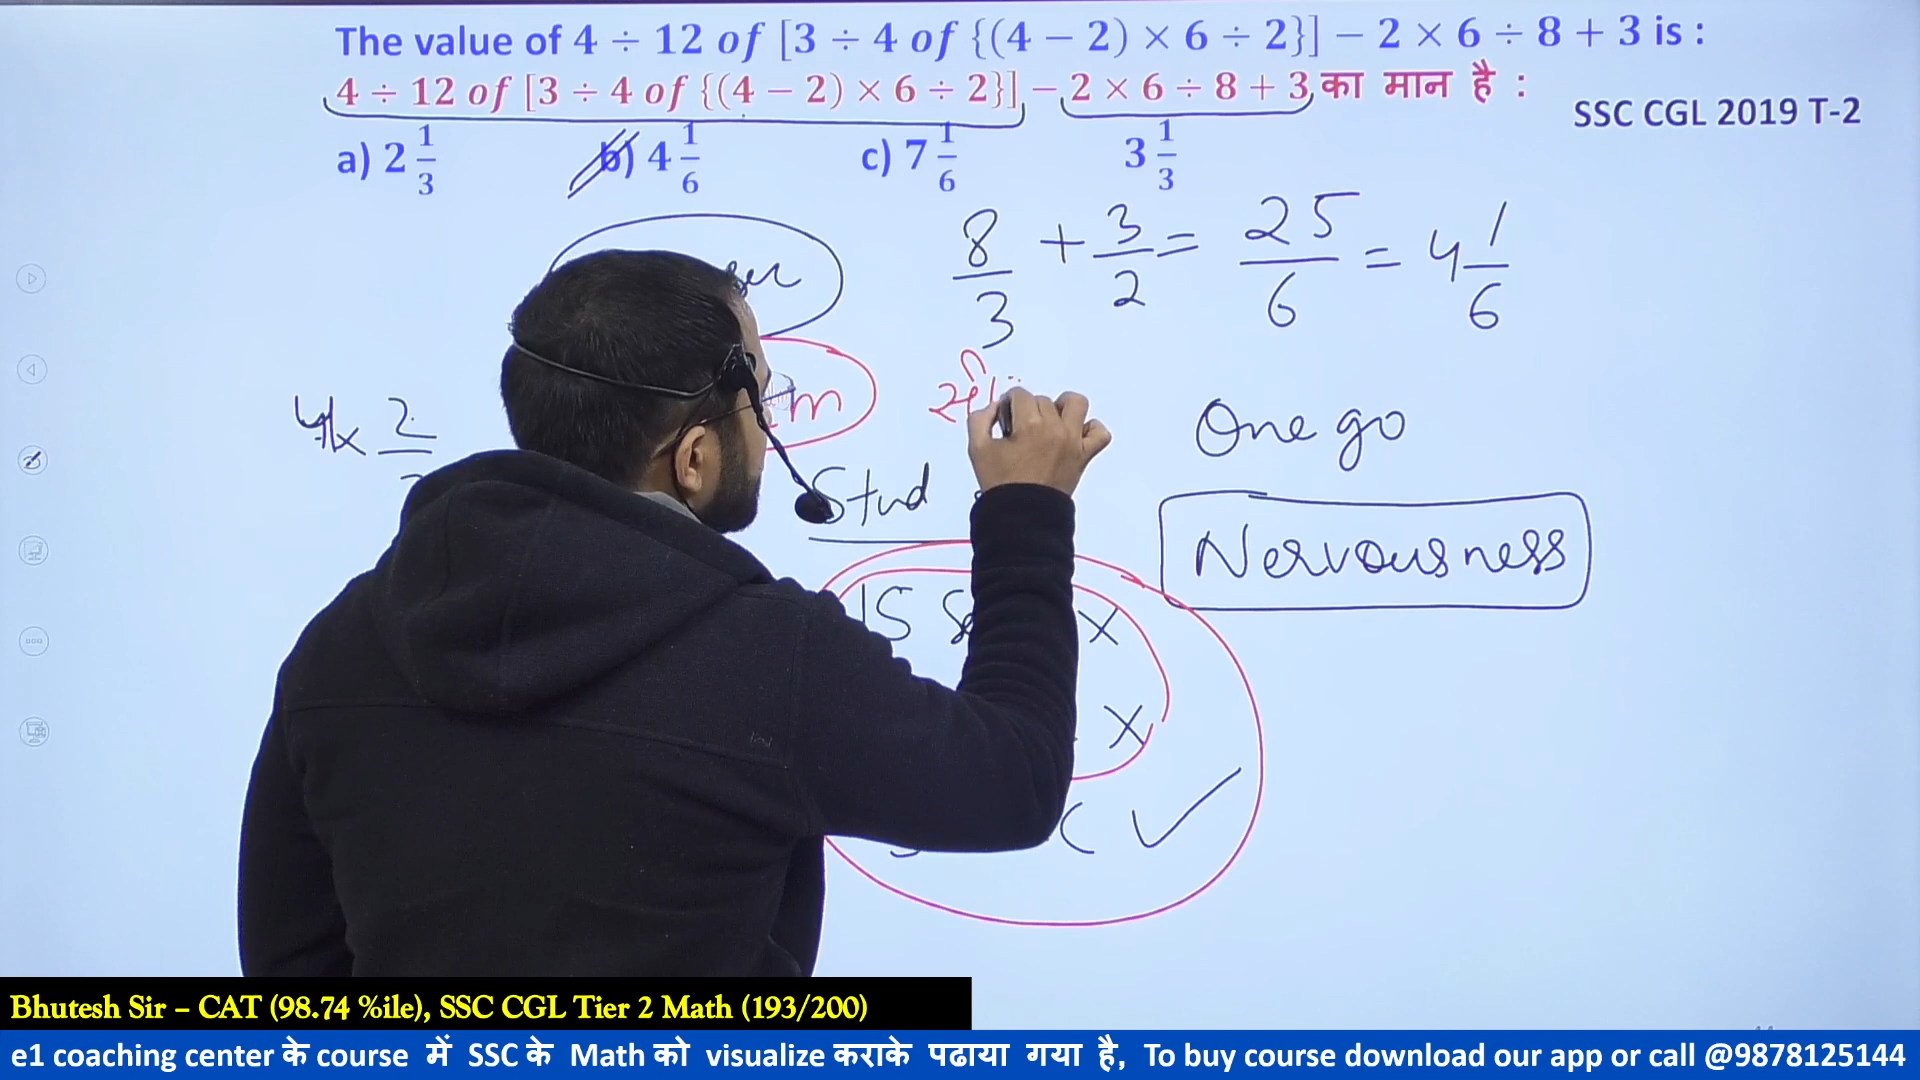 The value of 4 ÷ 12 of [3 ÷ 4 of {(4 − 2) × 6 ÷ 2}] − 2 × 6 ÷ 8 + 3 is :
4 ÷ 12 of [3 ÷ 4 of {(4 − 2) × 6 ÷ 2}] − 2 × 6 ÷ 8 + 3 का मान है :
SSC CGL 2019 T-2
a) 2 1/3 b) 4 1/6 c) 7 1/6 3 1/3
8/3 + 3/2 = 25/6 = 4 1/6
One go
Stud
Nervousness
15 X
X
Bhutesh Sir – CAT (98.74 %ile), SSC CGL Tier 2 Math (193/200)
e1 coaching center के course में SSC के Math को visualize कराके पढाया गया है, To buy course download our app or call @9878125144